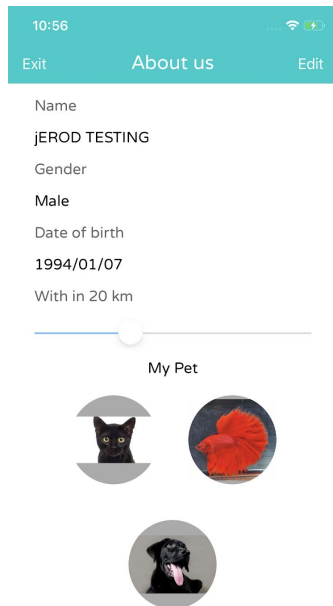 10:56
Exit About us Edit
Name
jEROD TESTING
Gender
Male
Date of birth
1994/01/07
With in 20 km
My Pet